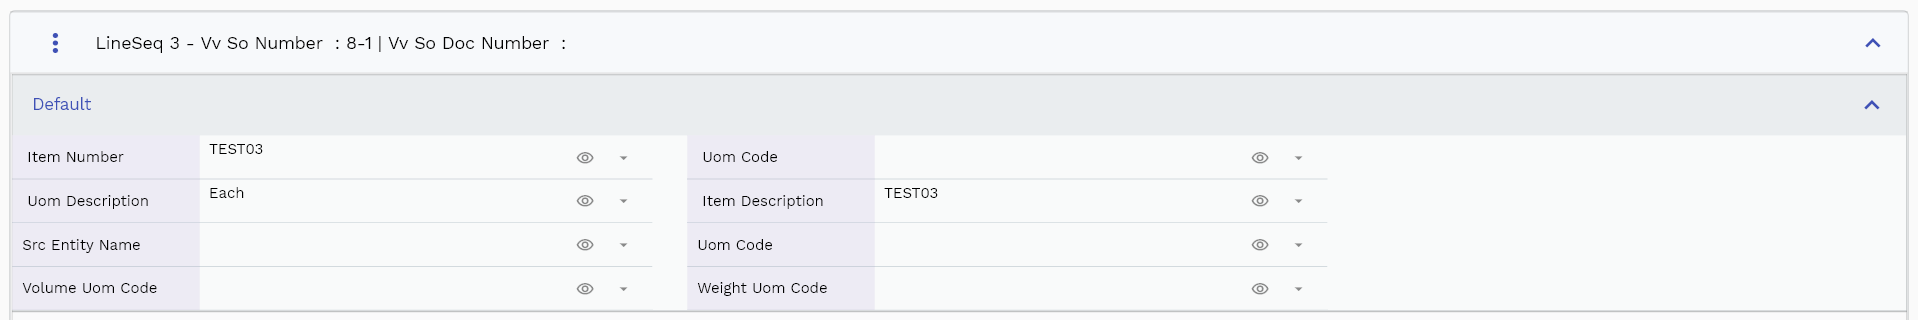 LineSeq 3 - Vv So Number : 8-1 | Vv So Doc Number :
Default
Item Number TEST03 Uom Code
Uom Description Each Item Description TEST03
Src Entity Name Uom Code
Volume Uom Code Weight Uom Code